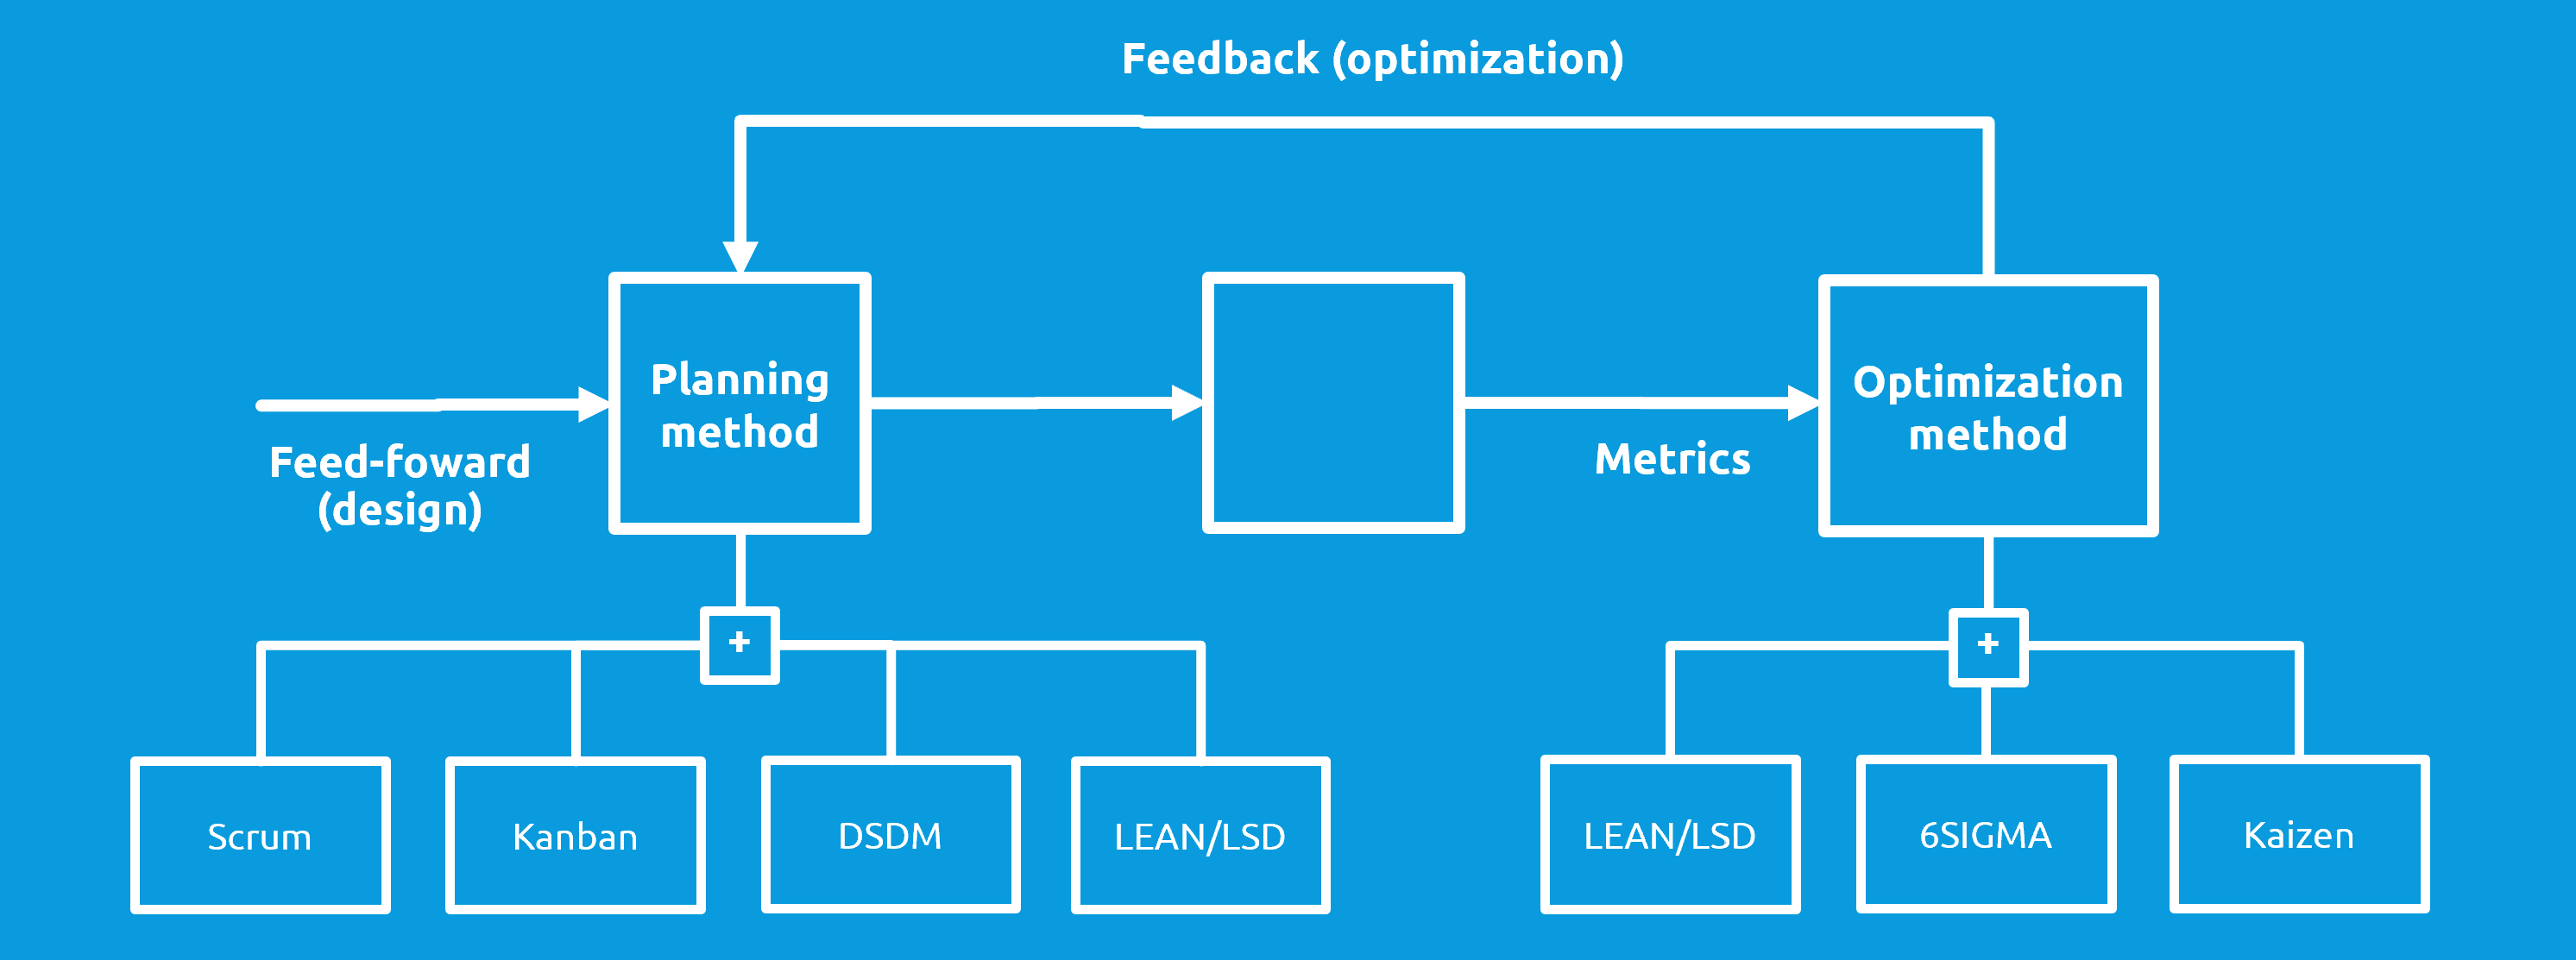 Feedback (optimization)
Planning
method
Optimization
method
Feed-foward
(design)
Metrics
+
+
Scrum
Kanban
DSDM
LEAN/LSD
LEAN/LSD
6SIGMA
Kaizen